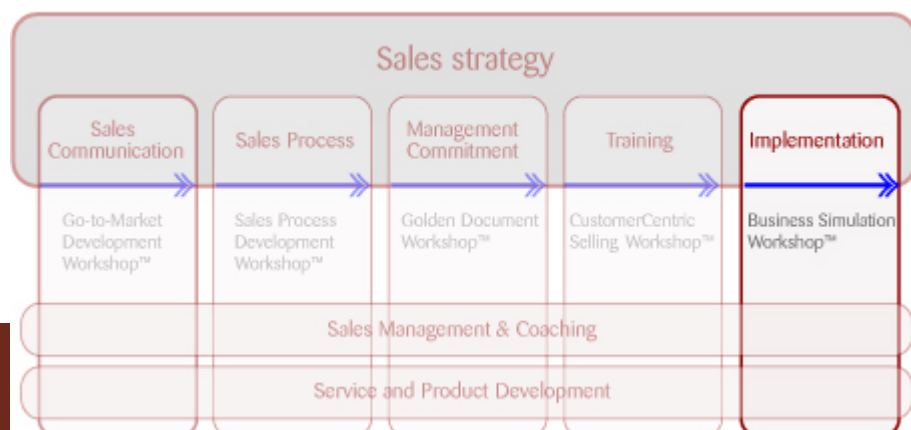 Sales strategy
Sales
Communication
Sales Process
Management
Commitment
Training
Implementation
Go-to-Market
Development
Workshop™
Sales Process
Development
Workshop™
Golden Document
Workshop™
CustomerCentric
Selling Workshop™
Business Simulation
Workshop™
Sales Management & Coaching
Service and Product Development